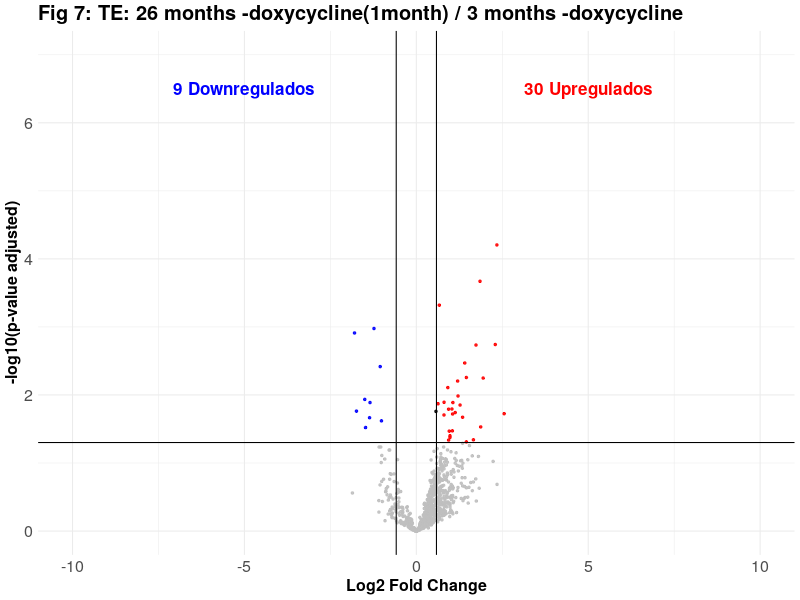 Fig 7: TE: 26 months -doxycycline(1month) / 3 months -doxycycline
9 Downregulados
30 Upregulados
-log10(p-value adjusted)
6
4
2
0
-10
-5
0
5
10
Log2 Fold Change